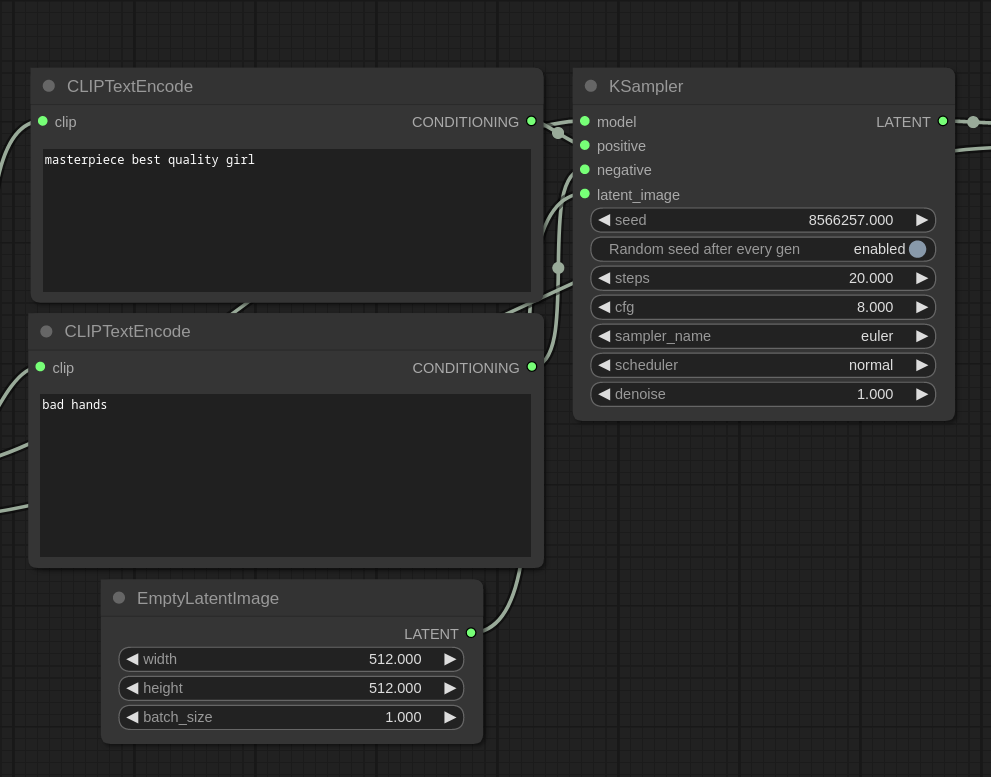 CLIPTextEncode
clip CONDITIONING
masterpiece best quality girl
CLIPTextEncode
clip CONDITIONING
bad hands
EmptyLatentImage
LATENT
width 512.000
height 512.000
batch_size 1.000
KSampler
model LATENT
positive
negative
latent_image
seed 8566257.000
Random seed after every gen enabled
steps 20.000
cfg 8.000
sampler_name euler
scheduler normal
denoise 1.000